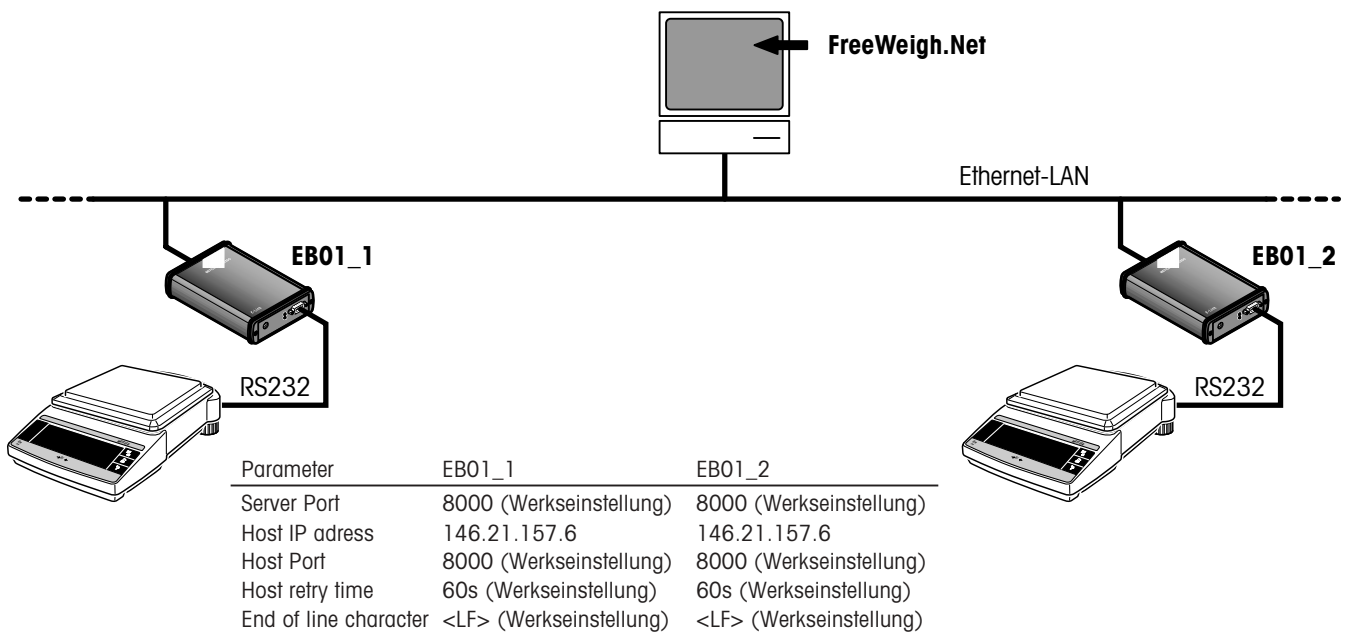 FreeWeigh.Net
Ethernet-LAN
EB01_1
EB01_2
RS232
RS232
Parameter EB01_1 EB01_2
Server Port 8000 (Werkseinstellung) 8000 (Werkseinstellung)
Host IP adress 146.21.157.6 146.21.157.6
Host Port 8000 (Werkseinstellung) 8000 (Werkseinstellung)
Host retry time 60s (Werkseinstellung) 60s (Werkseinstellung)
End of line character <LF> (Werkseinstellung) <LF> (Werkseinstellung)